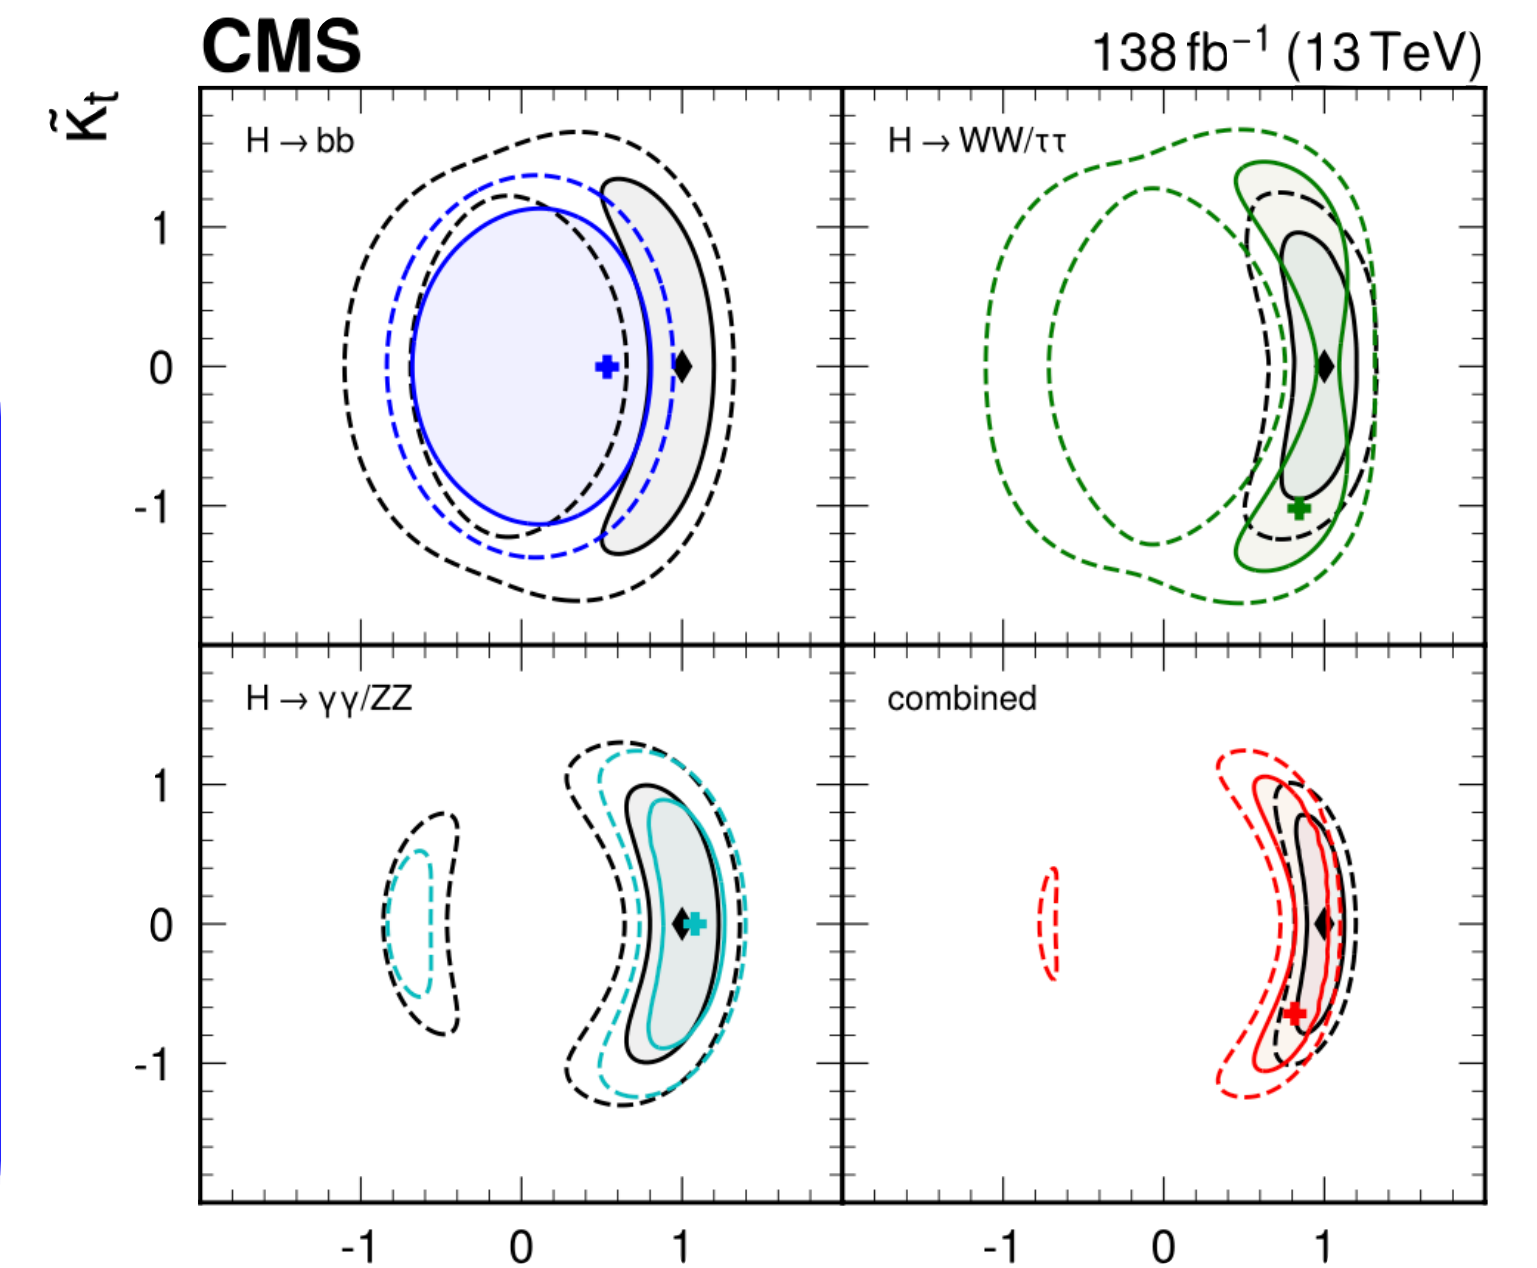 CMS
138 fb⁻¹ (13 TeV)
κ̃ₜ
H → bb
H → WW/ττ
1
0
-1
H → γγ/ZZ
combined
1
0
-1
-1 0 1 -1 0 1